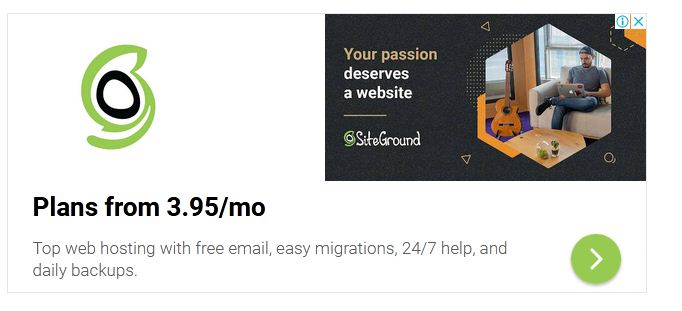 Your passion
deserves
a website
SiteGround
Plans from 3.95/mo
Top web hosting with free email, easy migrations, 24/7 help, and
daily backups.